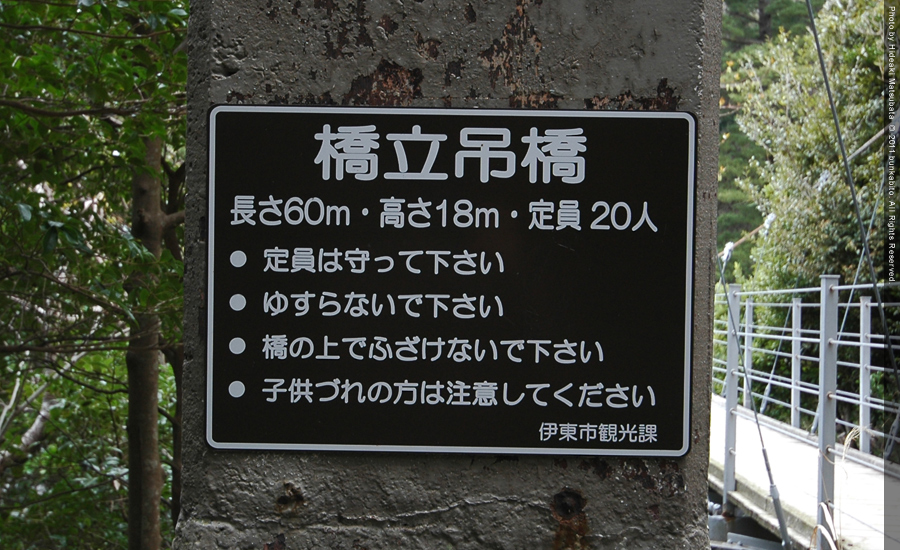 橋立吊橋
長さ60m・高さ18m・定員 20人
● 定員は守って下さい
● ゆすらないで下さい
● 橋の上でふざけないで下さい
● 子供づれの方は注意してください
伊東市観光課
Photo by Hideaki Matsubata © 2011 bunkabito. All Rights Reserved.